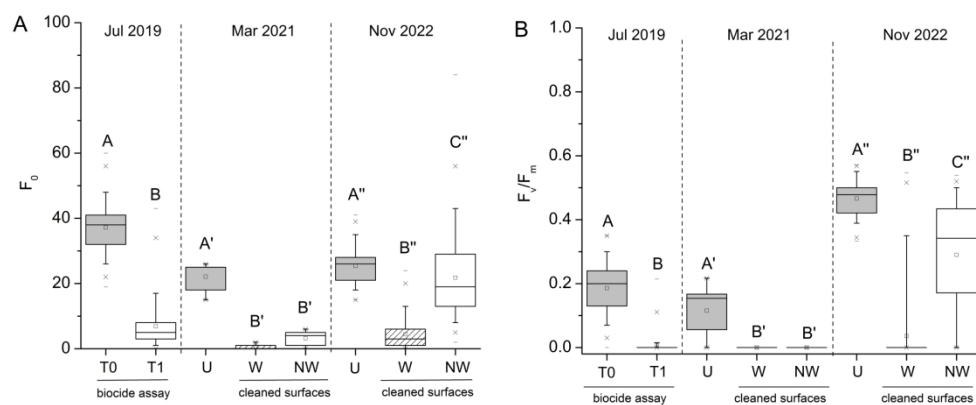 A
Jul 2019 Mar 2021 Nov 2022
100
80
60
40
20
0
F0
A B A' B' B' A" B" C"
T0 T1 U W NW U W NW
biocide assay cleaned surfaces cleaned surfaces
B
Jul 2019 Mar 2021 Nov 2022
1.0
0.8
0.6
0.4
0.2
0.0
Fv/Fm
A B A' B' B' A" B" C"
T0 T1 U W NW U W NW
biocide assay cleaned surfaces cleaned surfaces